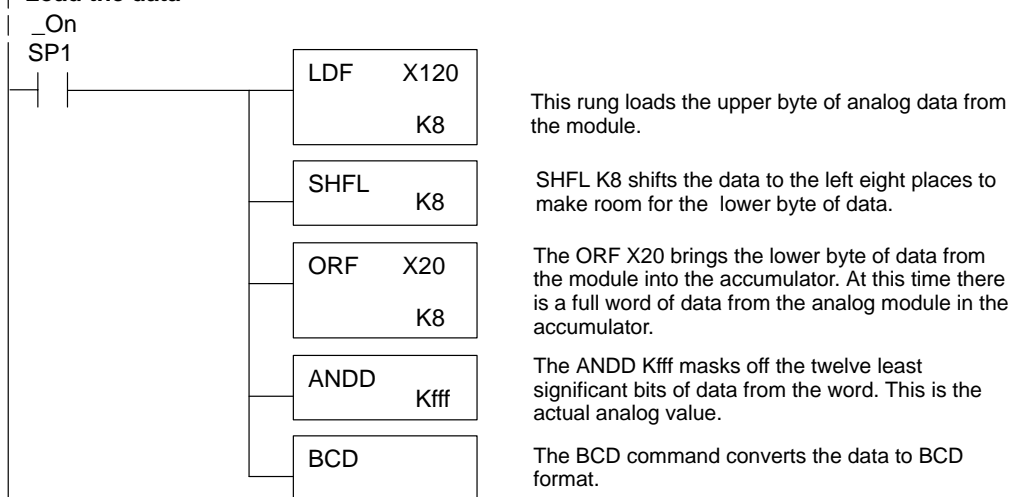 Load the data
_On
SP1
LDF X120
K8
This rung loads the upper byte of analog data from
the module.
SHFL K8
SHFL K8 shifts the data to the left eight places to
make room for the lower byte of data.
ORF X20
K8
The ORF X20 brings the lower byte of data from
the module into the accumulator. At this time there
is a full word of data from the analog module in the
accumulator.
ANDD Kfff
The ANDD Kfff masks off the twelve least
significant bits of data from the word. This is the
actual analog value.
BCD
The BCD command converts the data to BCD
format.